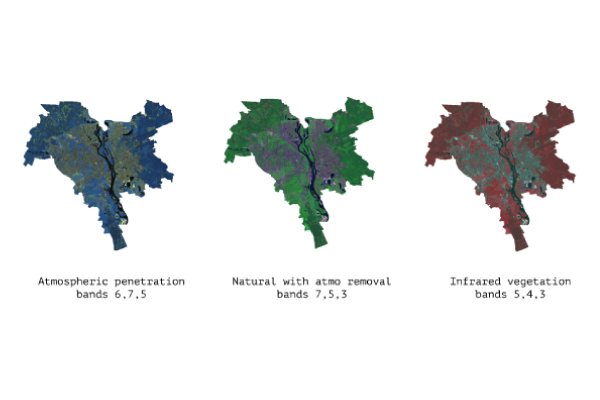 Atmospheric penetration
bands 6,7,5
Natural with atmo removal
bands 7,5,3
Infrared vegetation
bands 5,4,3